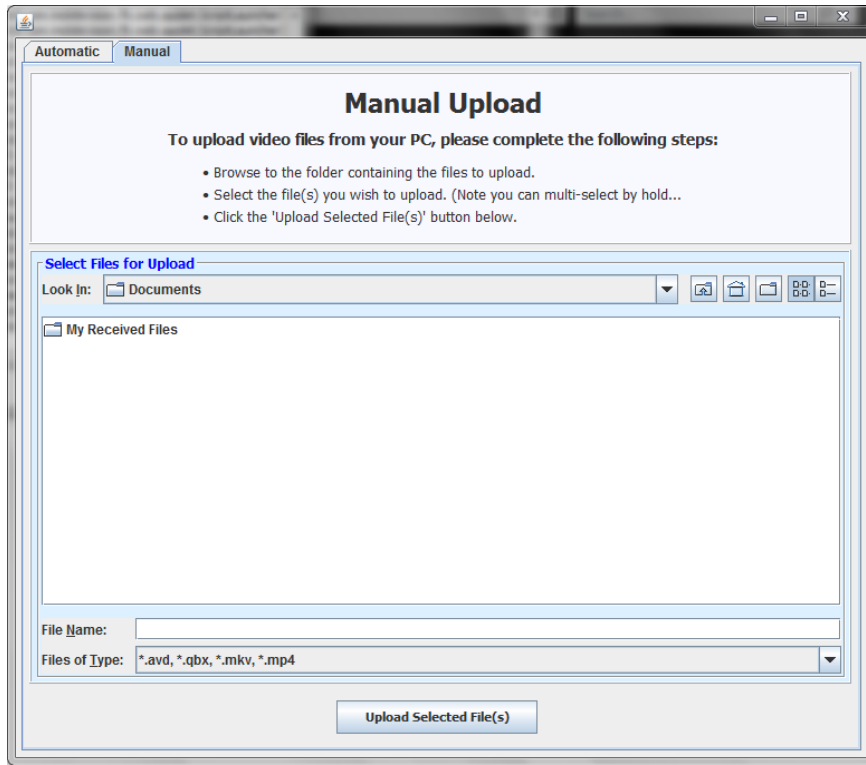 Automatic Manual
Manual Upload
To upload video files from your PC, please complete the following steps:
• Browse to the folder containing the files to upload.
• Select the file(s) you wish to upload. (Note you can multi-select by hold...
• Click the 'Upload Selected File(s)' button below.
Select Files for Upload
Look In: Documents
My Received Files
File Name:
Files of Type: *.avd, *.qbx, *.mkv, *.mp4
Upload Selected File(s)